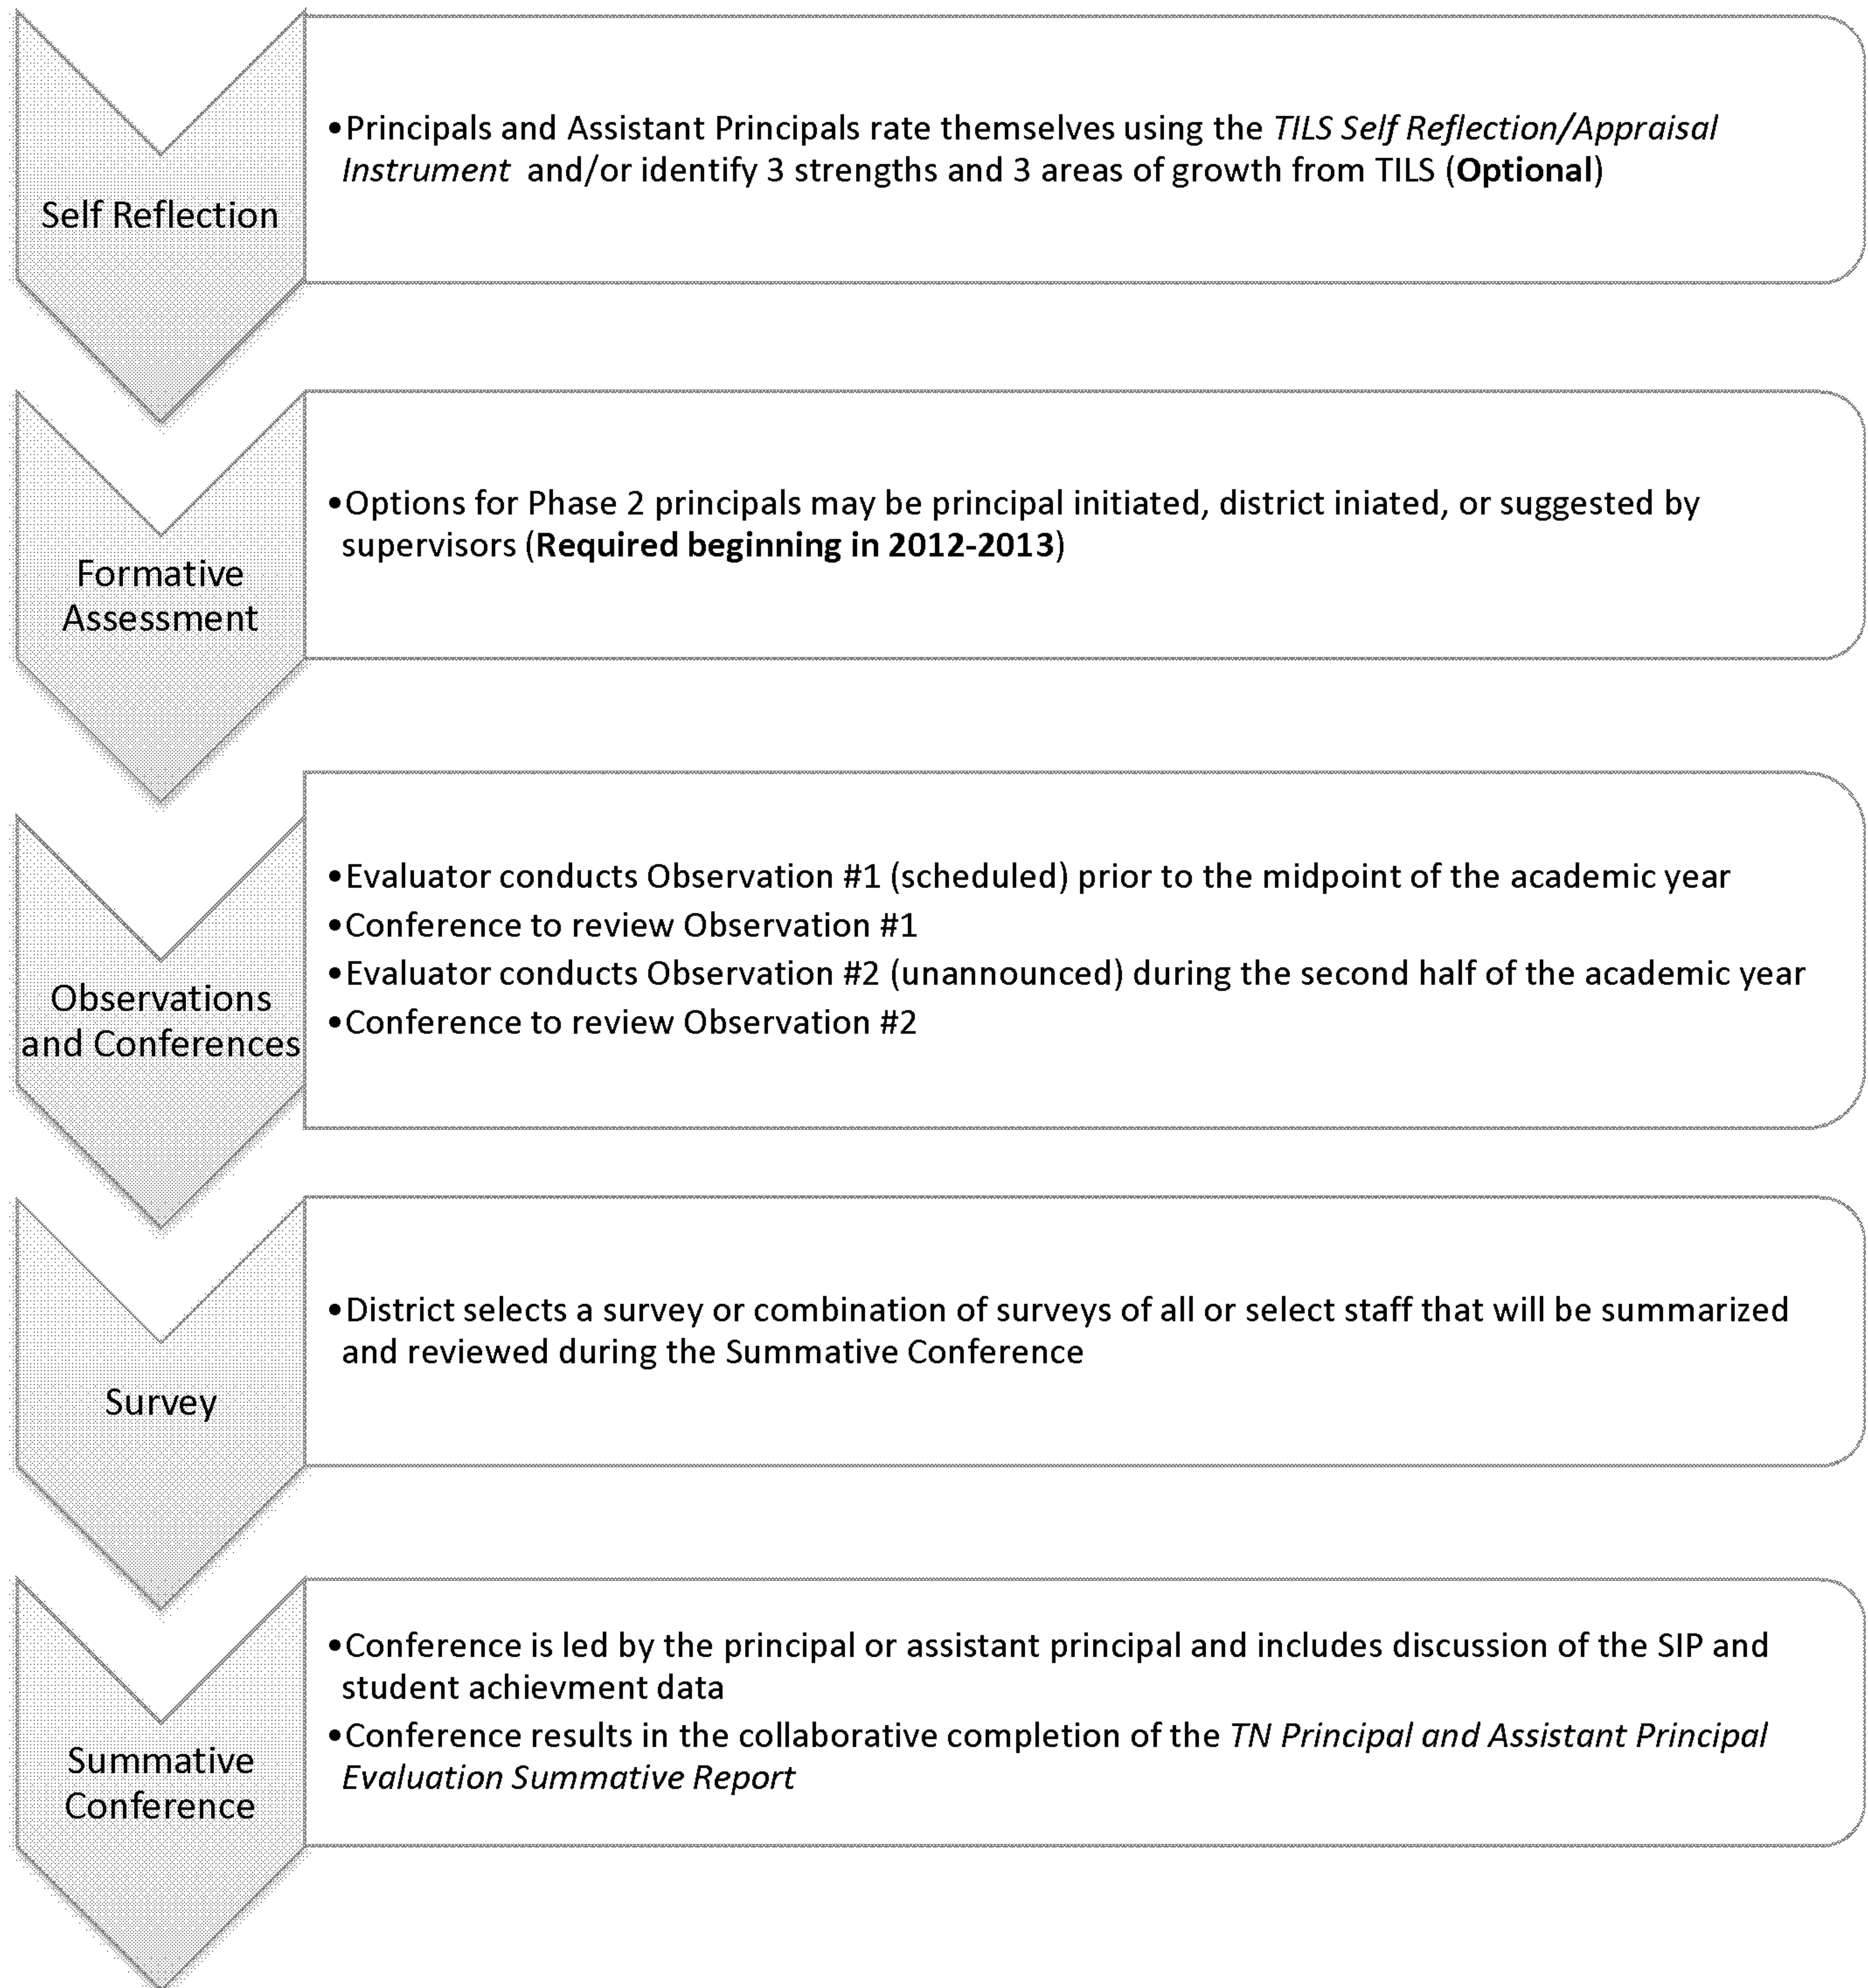 Self Reflection
•Principals and Assistant Principals rate themselves using the TILS Self Reflection/Appraisal
Instrument and/or identify 3 strengths and 3 areas of growth from TILS (Optional)
Formative
Assessment
•Options for Phase 2 principals may be principal initiated, district iniated, or suggested by
supervisors (Required beginning in 2012-2013)
Observations
and Conferences
•Evaluator conducts Observation #1 (scheduled) prior to the midpoint of the academic year
•Conference to review Observation #1
•Evaluator conducts Observation #2 (unannounced) during the second half of the academic year
•Conference to review Observation #2
Survey
•District selects a survey or combination of surveys of all or select staff that will be summarized
and reviewed during the Summative Conference
Summative
Conference
•Conference is led by the principal or assistant principal and includes discussion of the SIP and
student achievment data
•Conference results in the collaborative completion of the TN Principal and Assistant Principal
Evaluation Summative Report